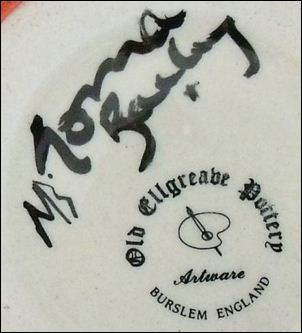 Lorna
Bailey
Old Ellgreave Pottery
Artware
BURSLEM ENGLAND